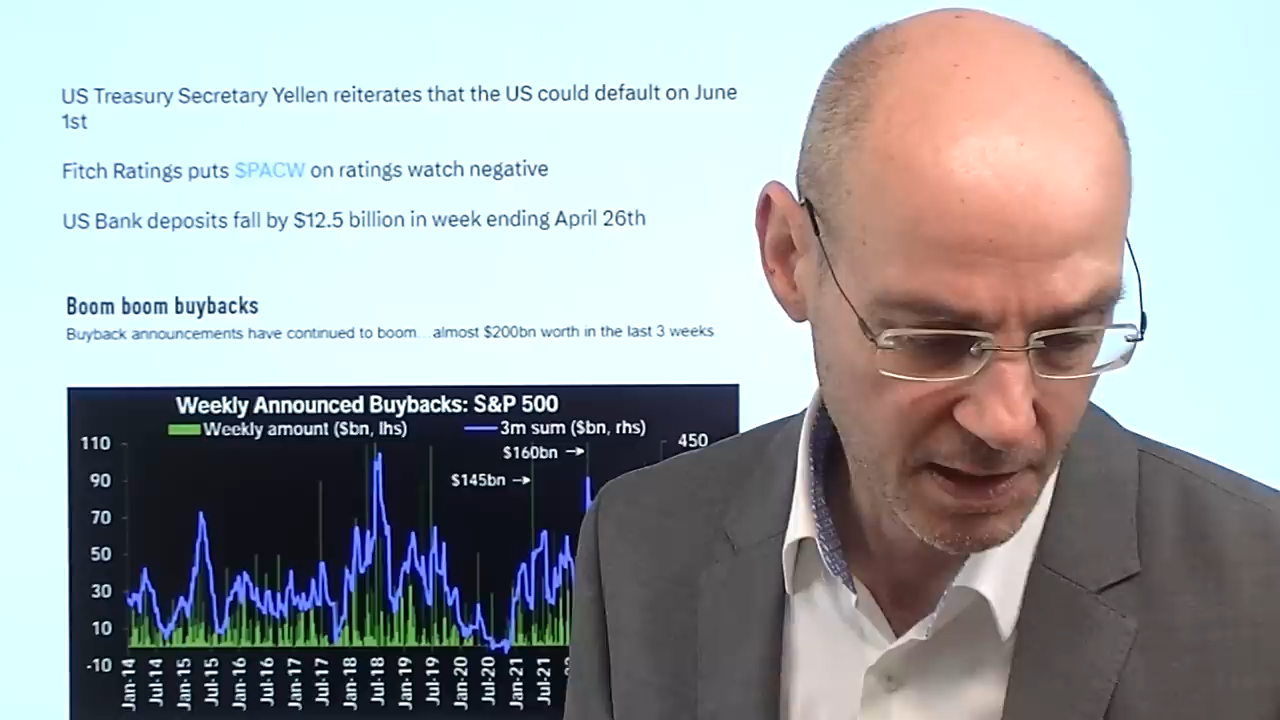 US Treasury Secretary Yellen reiterates that the US could default on June
1st
Fitch Ratings puts $PACW on ratings watch negative
US Bank deposits fall by $12.5 billion in week ending April 26th
Boom boom buybacks
Buyback announcements have continued to boom... almost $200bn worth in the last 3 weeks
Weekly Announced Buybacks: S&P 500
Weekly amount ($bn, lhs) 3m sum ($bn, rhs)
110 450
$160bn
90 $145bn
70
50
30
10
-10
Jan-14 Jul-14 Jan-15 Jul-15 Jan-16 Jul-16 Jan-17 Jul-17 Jan-18 Jul-18 Jan-19 Jul-19 Jan-20 Jul-20 Jan-21 Jul-21